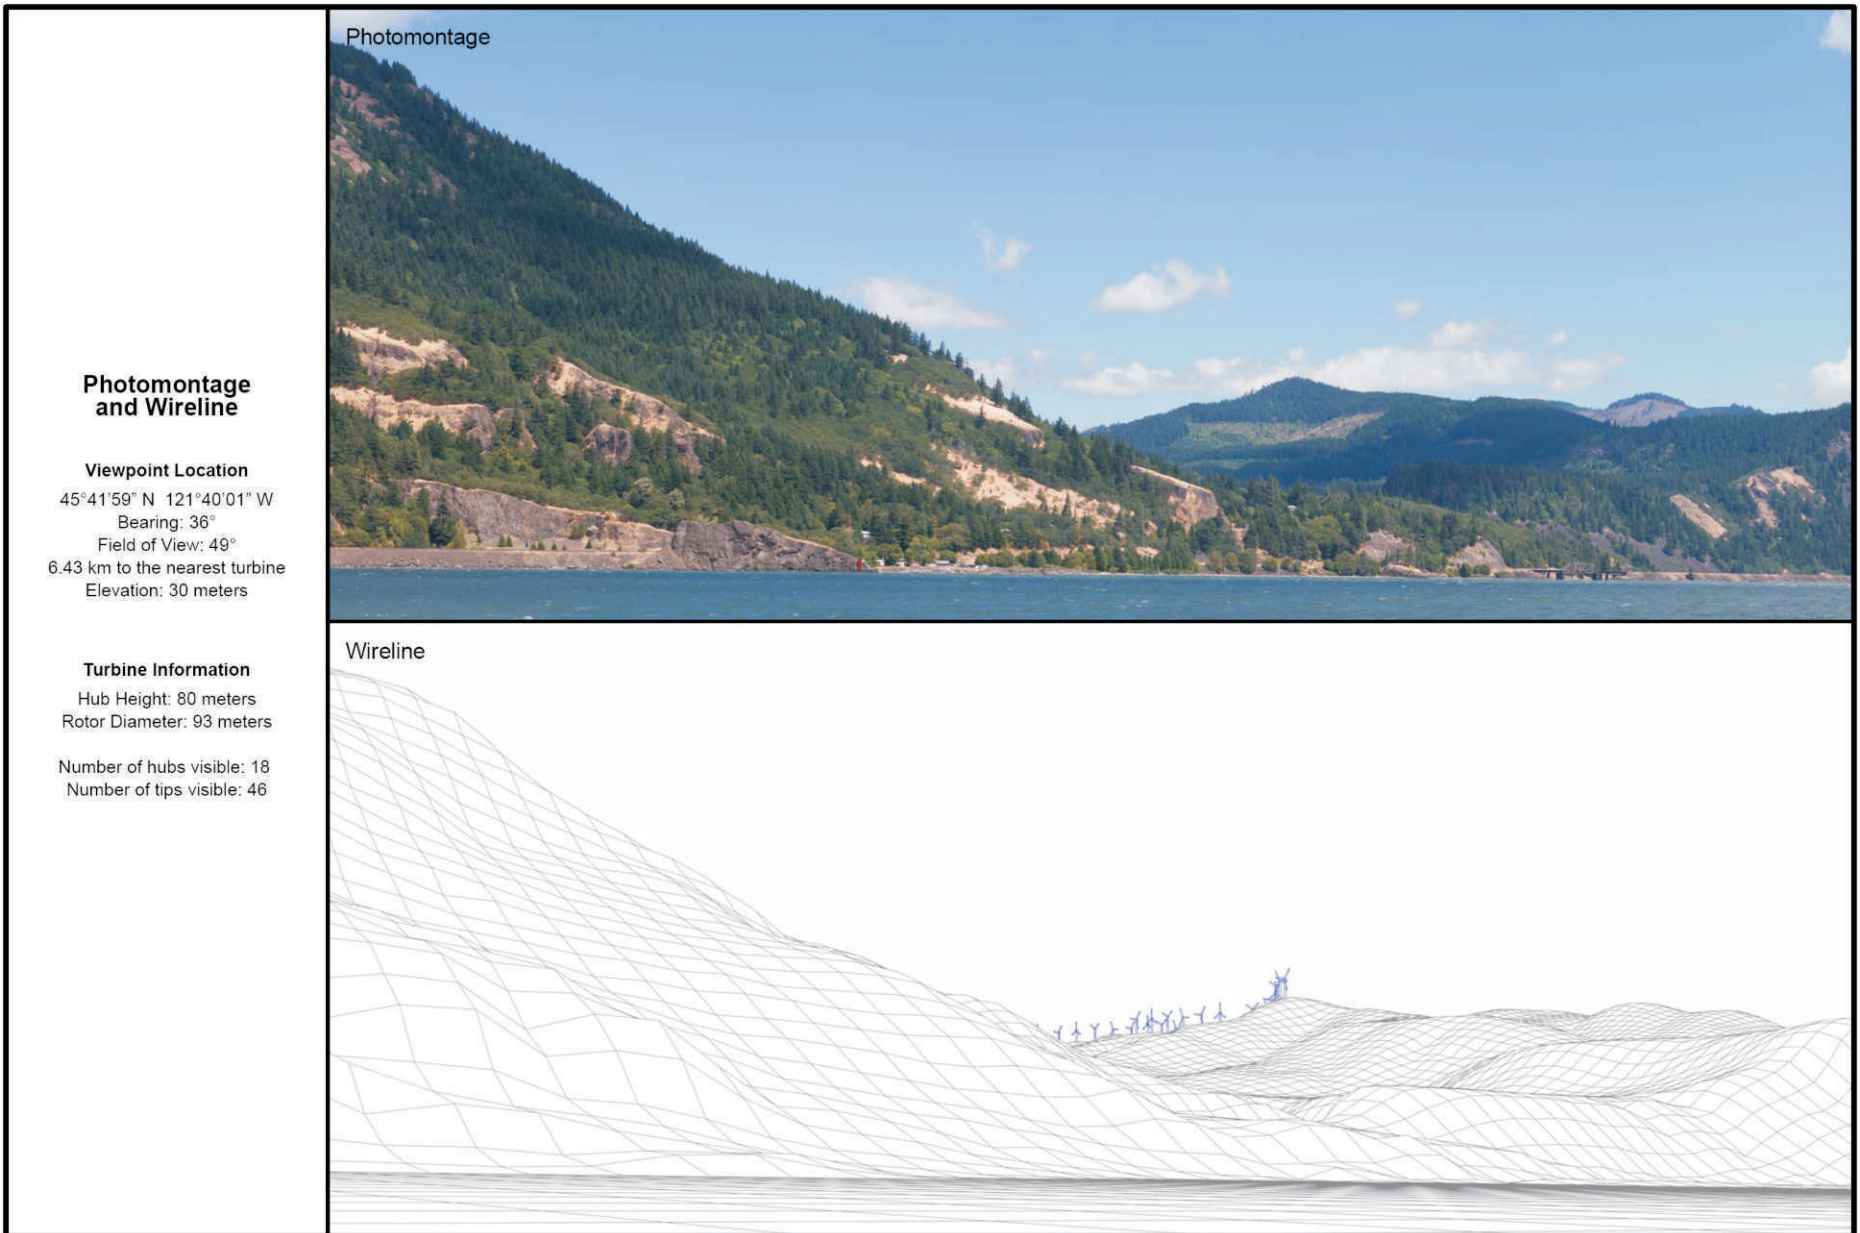 Photomontage
and Wireline
Viewpoint Location
45°41'59" N  121°40'01" W
Bearing: 36°
Field of View: 49°
6.43 km to the nearest turbine
Elevation: 30 meters
Turbine Information
Hub Height: 80 meters
Rotor Diameter: 93 meters
Number of hubs visible: 18
Number of tips visible: 46
Photomontage
Wireline